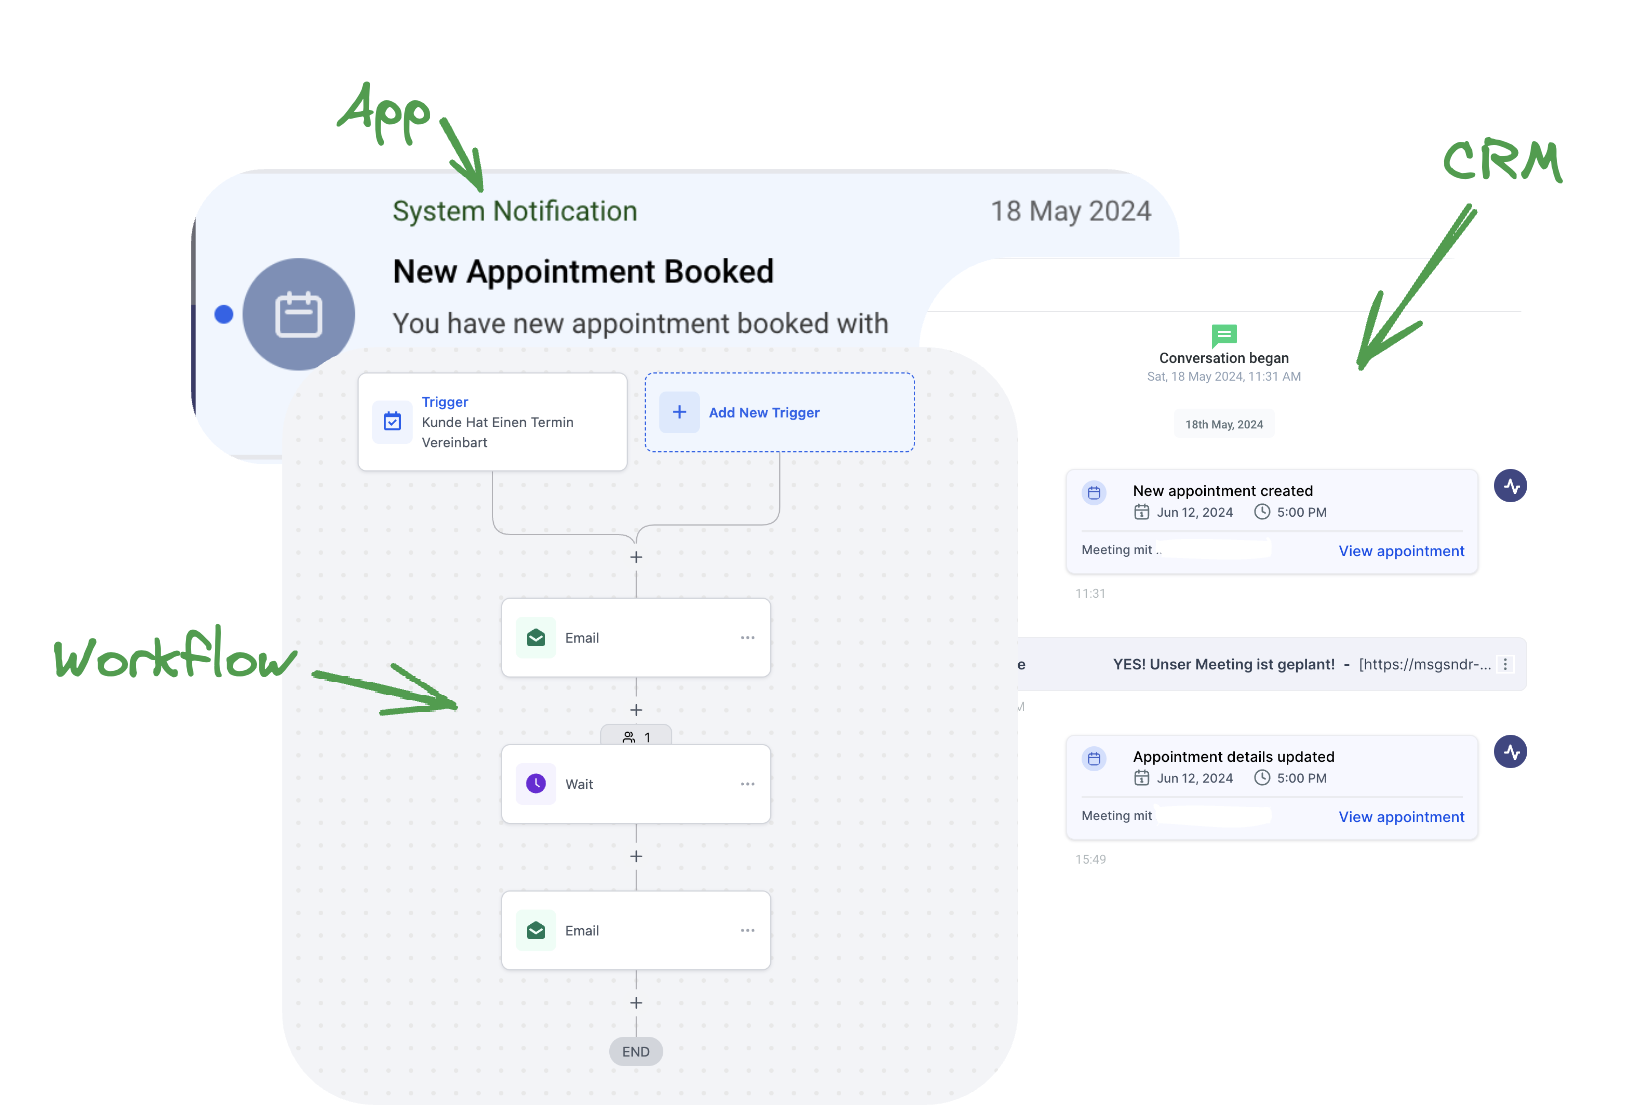 App
System Notification
18 May 2024
New Appointment Booked
You have new appointment booked with
CRM
Conversation began
Sat, 18 May 2024, 11:31 AM
18th May, 2024
New appointment created
Jun 12, 2024 5:00 PM
Meeting mit .. View appointment
11:31
e YES! Unser Meeting ist geplant! - [https://msgsndr-...
M
Appointment details updated
Jun 12, 2024 5:00 PM
Meeting mit View appointment
15:49
Workflow
Trigger
Kunde Hat Einen Termin
Vereinbart
+ Add New Trigger
+
Email ...
+
1
Wait ...
+
Email ...
+
END